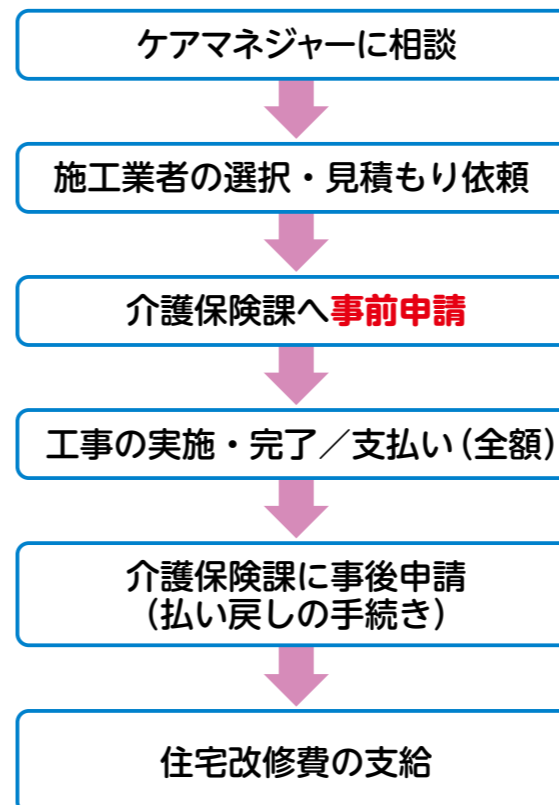 ケアマネジャーに相談
施工業者の選択・見積もり依頼
介護保険課へ事前申請
工事の実施・完了／支払い（全額）
介護保険課に事後申請
（払い戻しの手続き）
住宅改修費の支給